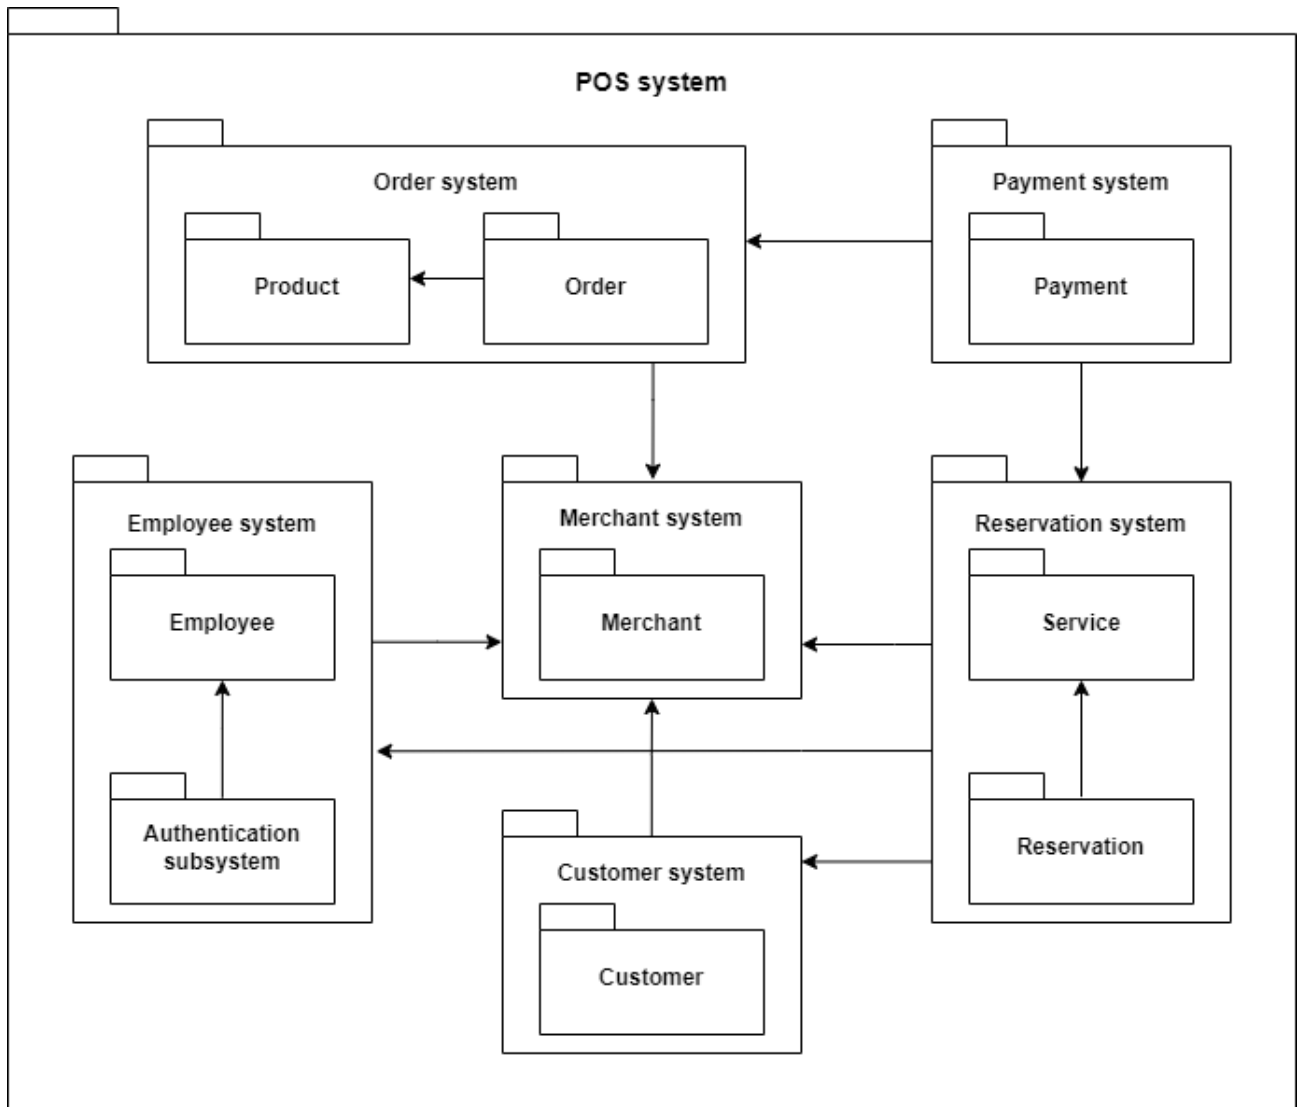 POS system
Order system
Payment system
Product
Order
Payment
Employee system
Merchant system
Reservation system
Employee
Merchant
Service
Authentication
subsystem
Reservation
Customer system
Customer